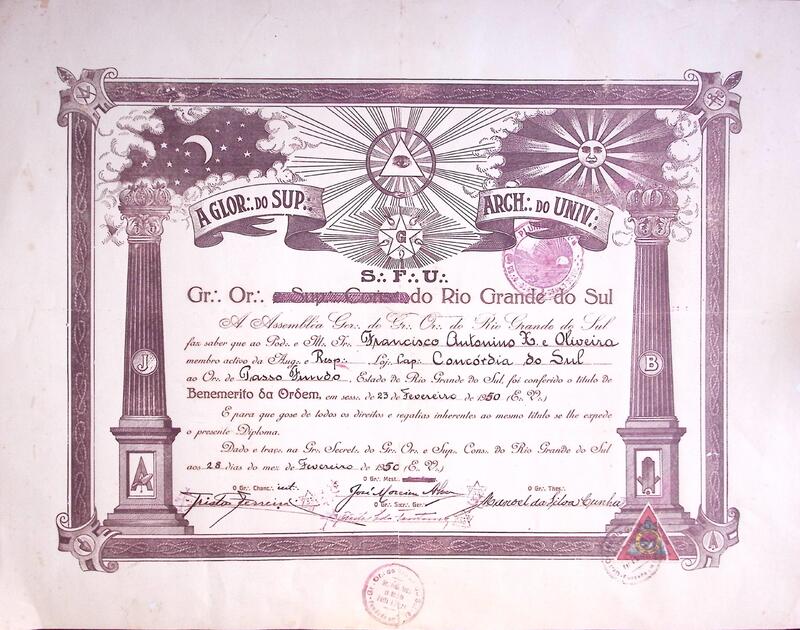 A GLOR∴ DO SUP∴
ARCH∴ DO UNIV∴
G
S∴ F∴ U∴
Gr∴ Or∴ do Rio Grande do Sul
A Assembléa Ger∴ do Gr∴ Or∴ do Rio Grande do Sul
faz saber que ao Pod∴ e Ill∴ Ir∴ Francisco Antonino X. e Oliveira
membro activo da Aug∴ e Resp∴ Loj∴ Cap∴ Concórdia do Sul
ao Or∴ de Passo Fundo, Estado do Rio Grande do Sul, foi conferido o titulo de
Benemerito da Ordem, em sess∴ de 23 de Fevereiro de 1950 (E∴ V∴)
E para que gose de todos os direitos e regalias inherentes ao mesmo titulo se lhe expede
o presente Diploma.
Dado e traç∴ na Gr∴ Secret∴ do Gr∴ Or∴ e Sup∴ Cons∴ do Rio Grande do Sul
aos 28 dias do mez de Fevereiro de 1950 (E∴ V∴)
O Gr∴ Mest∴
O Gr∴ Chanc∴ int∴
O Gr∴ Thes∴
Manoel da Silva Cunha
O Gr∴ Secr∴ Ger∴
J
B
A